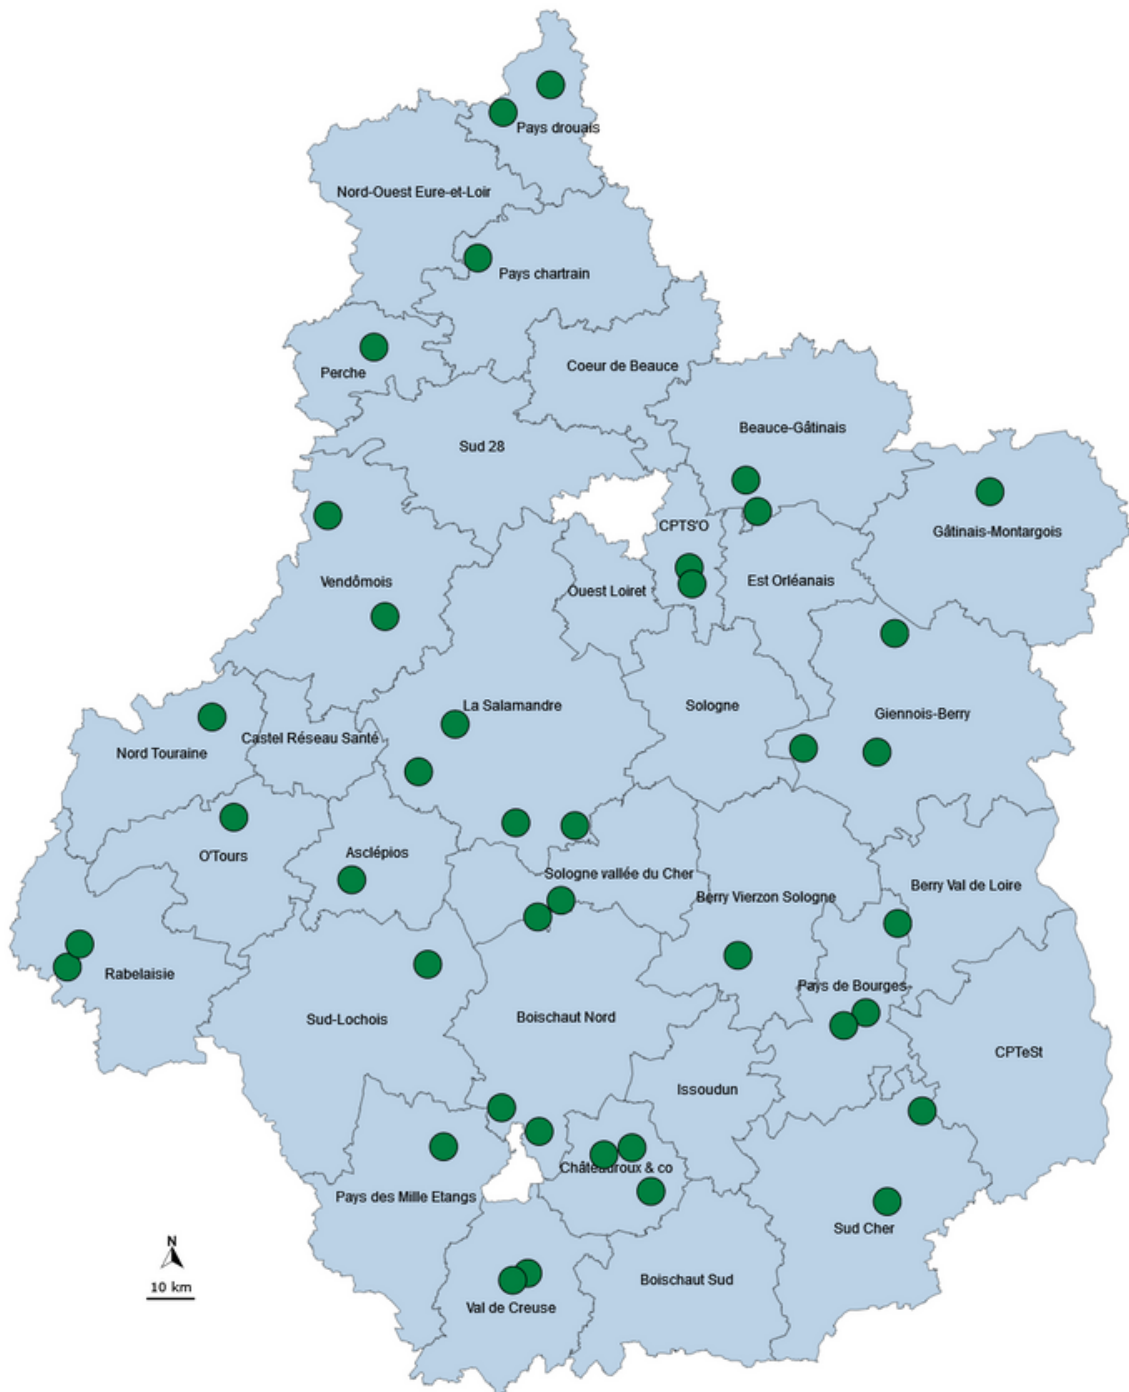 Pays drouais
Nord-Ouest Eure-et-Loir
Pays chartrain
Coeur de Beauce
Perche
Beauce-Gâtinais
Sud 28
CPTS'O
Gâtinais-Montargois
Vendômois
Est Orléanais
Ouest Loiret
La Salamandre
Sologne
Giennois-Berry
Castel Réseau Santé
Nord Touraine
O'Tours
Asclépios
Sologne vallée du Cher
Berry Val de Loire
Berry Vierzon Sologne
Rabelaisie
Pays de Bourges
Sud-Lochois
Boischaut Nord
CPTeSt
Issoudun
Châteauroux & co
Pays des Mille Etangs
Sud Cher
N
10 km
Boischaut Sud
Val de Creuse